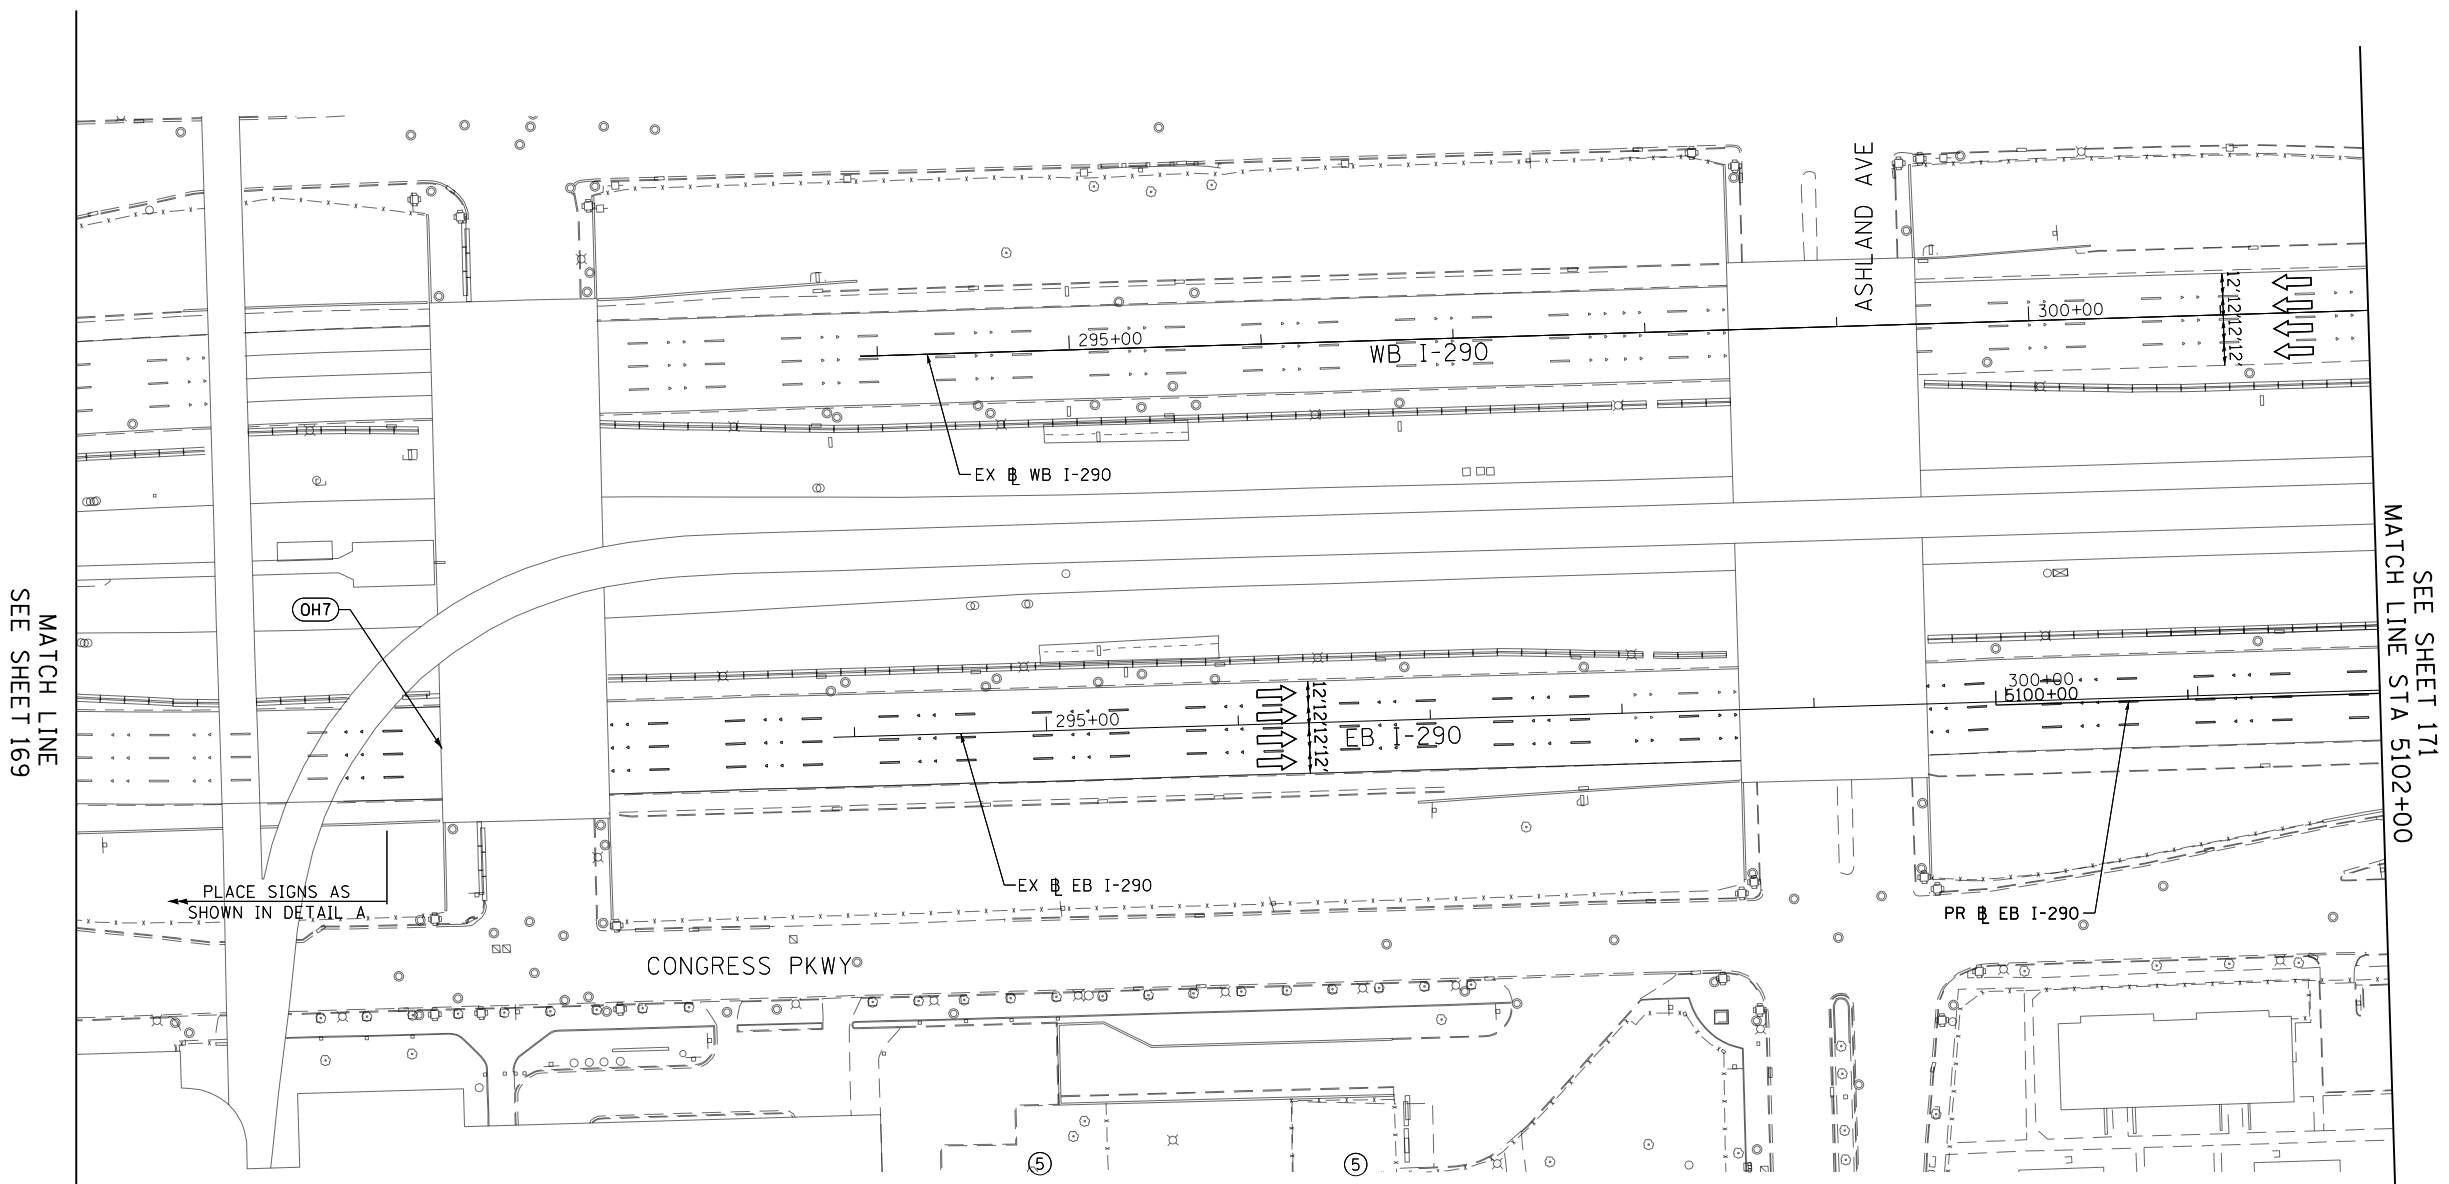 ASHLAND AVE
12' 12' 12' 12'
300+00
295+00
WB I-290
EX ⅊ WB I-290
MATCH LINE
SEE SHEET 169
OH7
SEE SHEET 171
MATCH LINE STA 5102+00
300+00
5100+00
295+00
12' 12' 12' 12'
EB I-290
EX ⅊ EB I-290
PLACE SIGNS AS
SHOWN IN DETAIL A
PR ⅊ EB I-290
CONGRESS PKWY
5
5